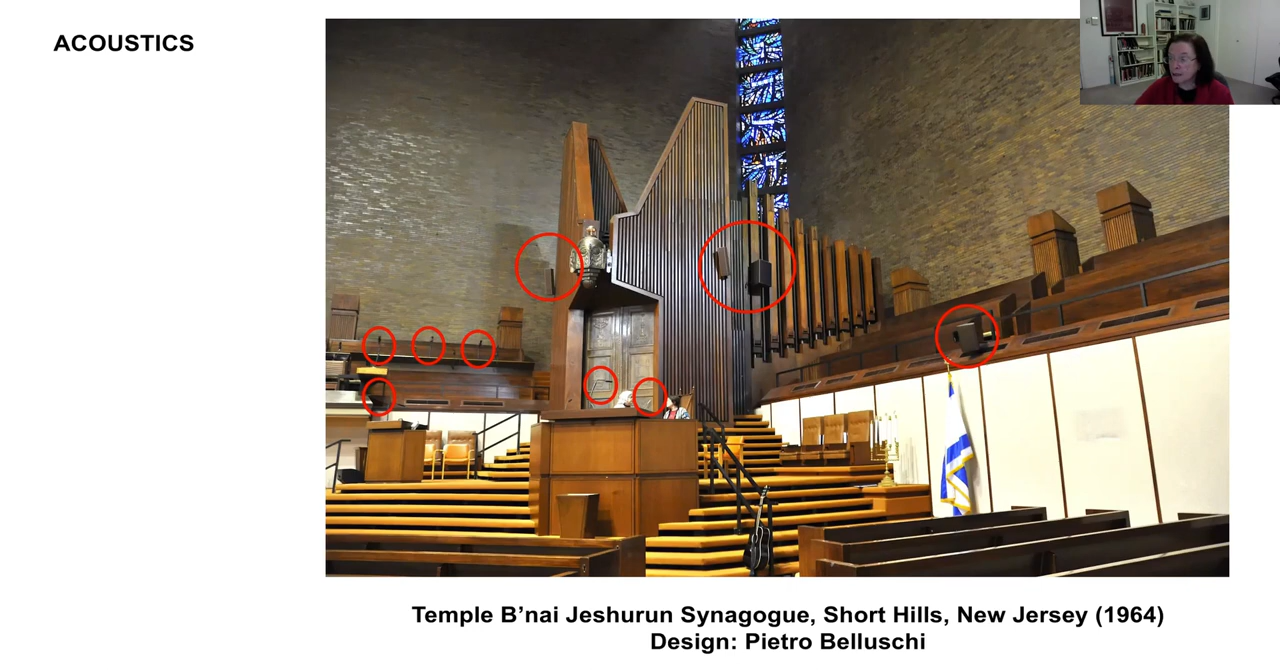 ACOUSTICS
Temple B’nai Jeshurun Synagogue, Short Hills, New Jersey (1964)
Design: Pietro Belluschi